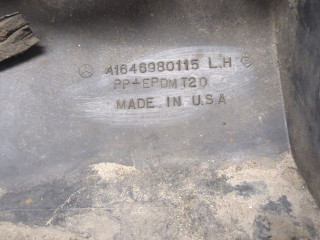 A1646980115 L.H
PP+EPDM T20
MADE IN U.S.A